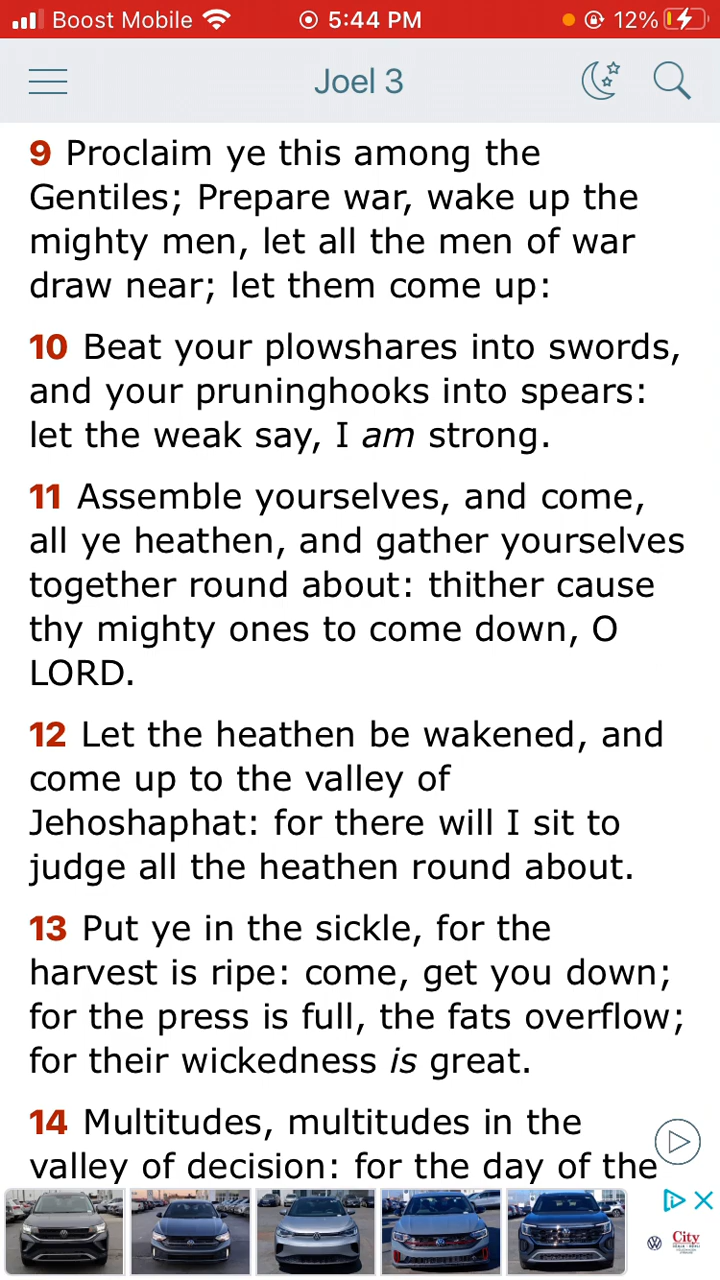 Boost Mobile 5:44 PM 12%
Joel 3
9 Proclaim ye this among the
Gentiles; Prepare war, wake up the
mighty men, let all the men of war
draw near; let them come up:
10 Beat your plowshares into swords,
and your pruninghooks into spears:
let the weak say, I am strong.
11 Assemble yourselves, and come,
all ye heathen, and gather yourselves
together round about: thither cause
thy mighty ones to come down, O
LORD.
12 Let the heathen be wakened, and
come up to the valley of
Jehoshaphat: for there will I sit to
judge all the heathen round about.
13 Put ye in the sickle, for the
harvest is ripe: come, get you down;
for the press is full, the fats overflow;
for their wickedness is great.
14 Multitudes, multitudes in the
valley of decision: for the day of the
City